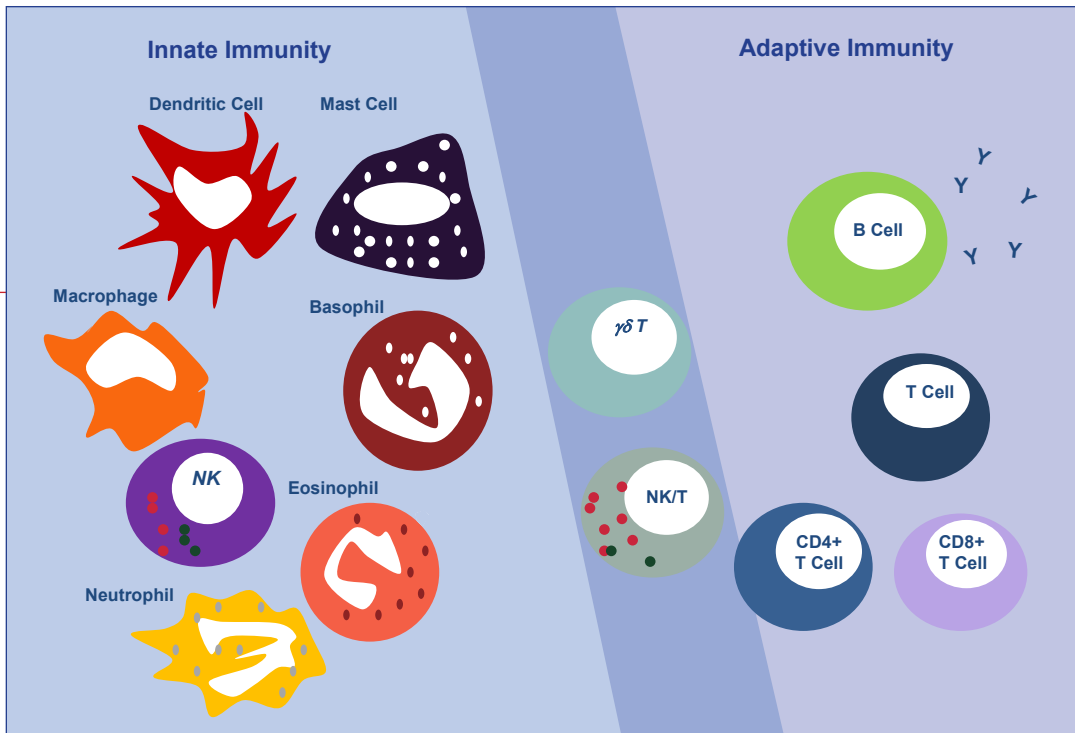 Innate Immunity
Adaptive Immunity
Dendritic Cell
Mast Cell
Y
Y
Y
B Cell
Y
Y
Macrophage
Basophil
γδ T
T Cell
NK
Eosinophil
NK/T
CD4+
T Cell
CD8+
T Cell
Neutrophil